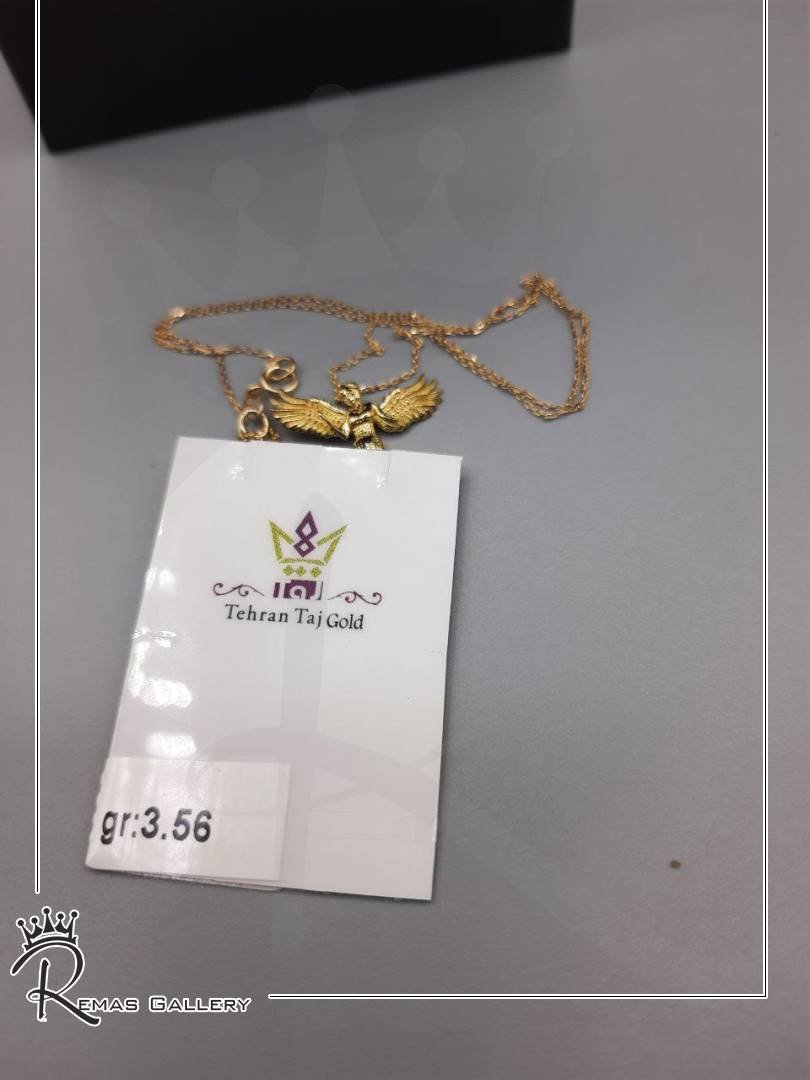 Tehran Taj Gold
gr:3.56
REMAS GALLERY